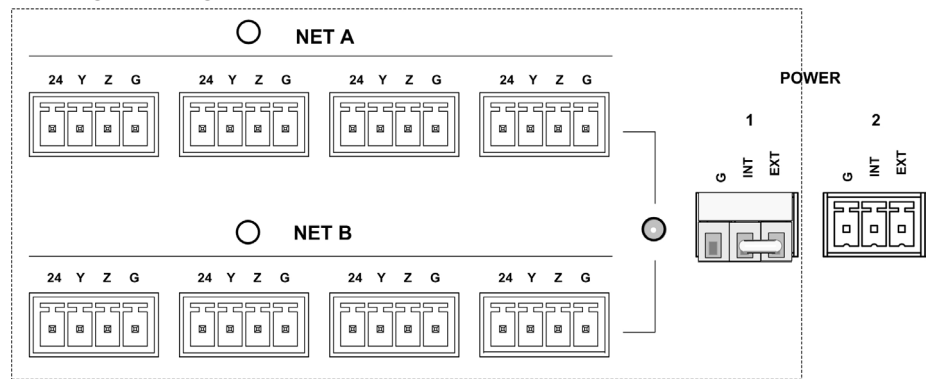 NET A
24 Y Z G 24 Y Z G 24 Y Z G 24 Y Z G
POWER
1 2
G INT EXT G INT EXT
NET B
24 Y Z G 24 Y Z G 24 Y Z G 24 Y Z G